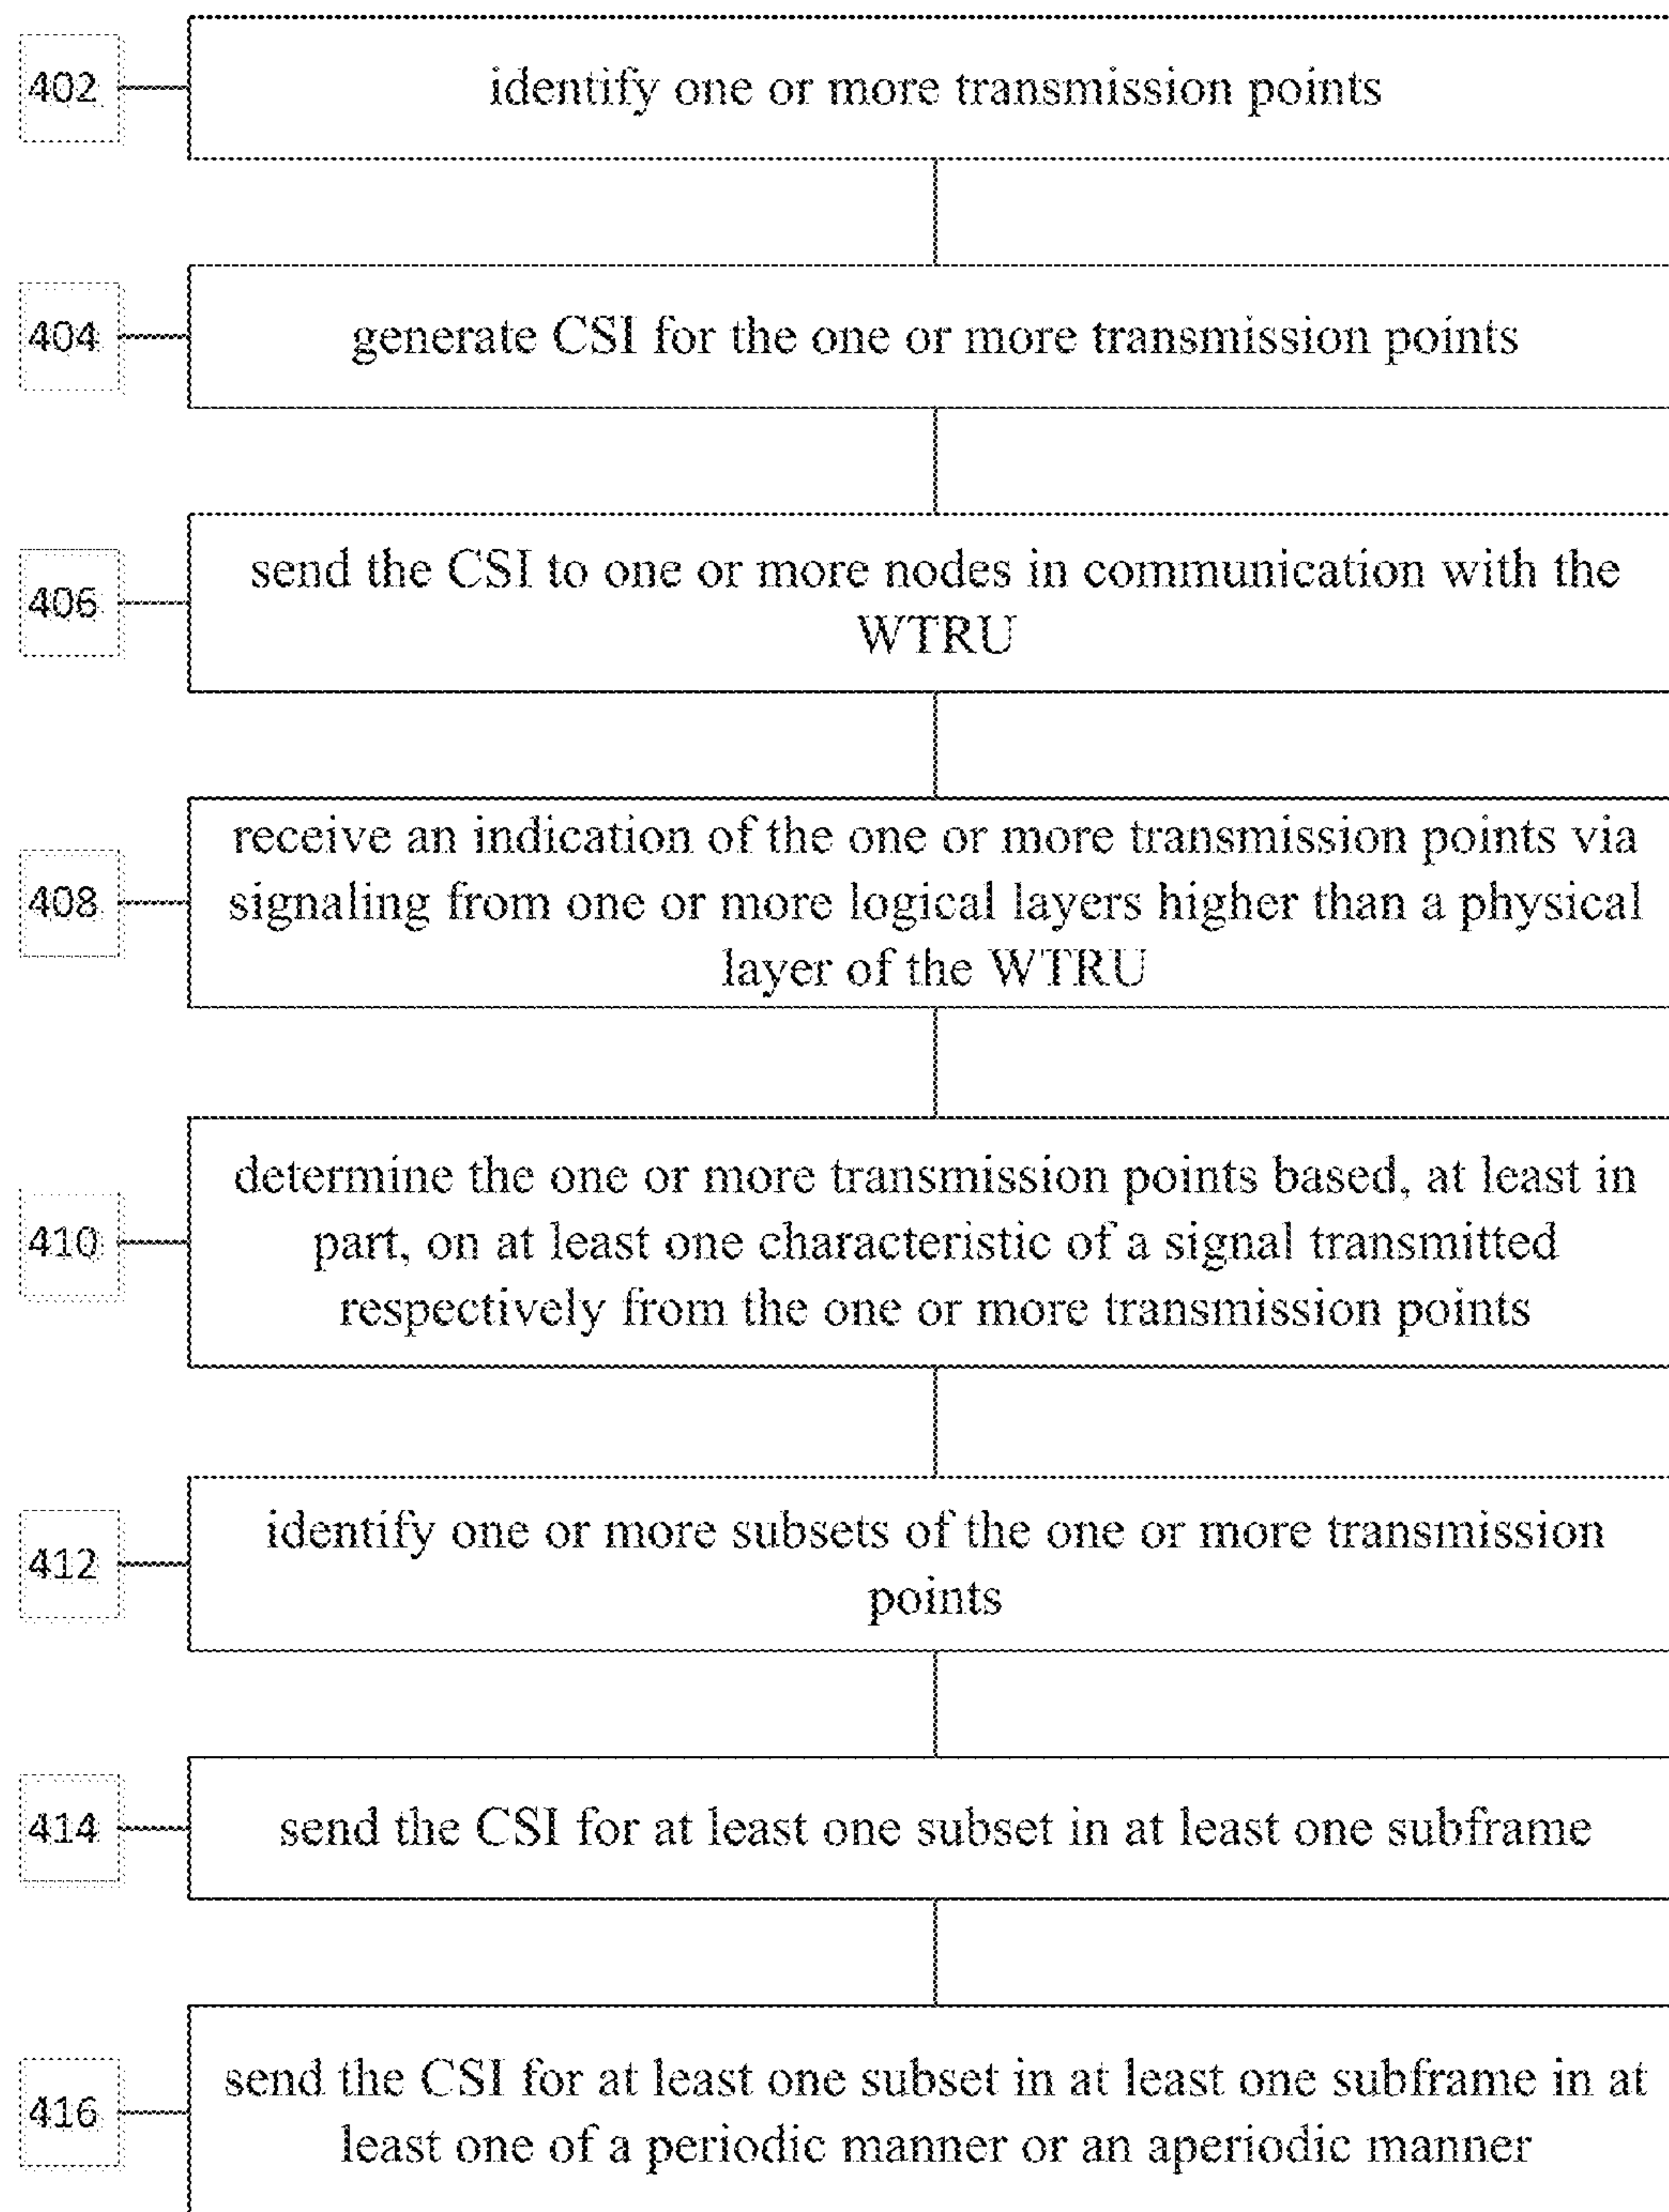 402
identify one or more transmission points
404
generate CSI for the one or more transmission points
406
send the CSI to one or more nodes in communication with the
WTRU
408
receive an indication of the one or more transmission points via
signaling from one or more logical layers higher than a physical
layer of the WTRU
410
determine the one or more transmission points based, at least in
part, on at least one characteristic of a signal transmitted
respectively from the one or more transmission points
412
identify one or more subsets of the one or more transmission
points
414
send the CSI for at least one subset in at least one subframe
416
send the CSI for at least one subset in at least one subframe in at
least one of a periodic manner or an aperiodic manner